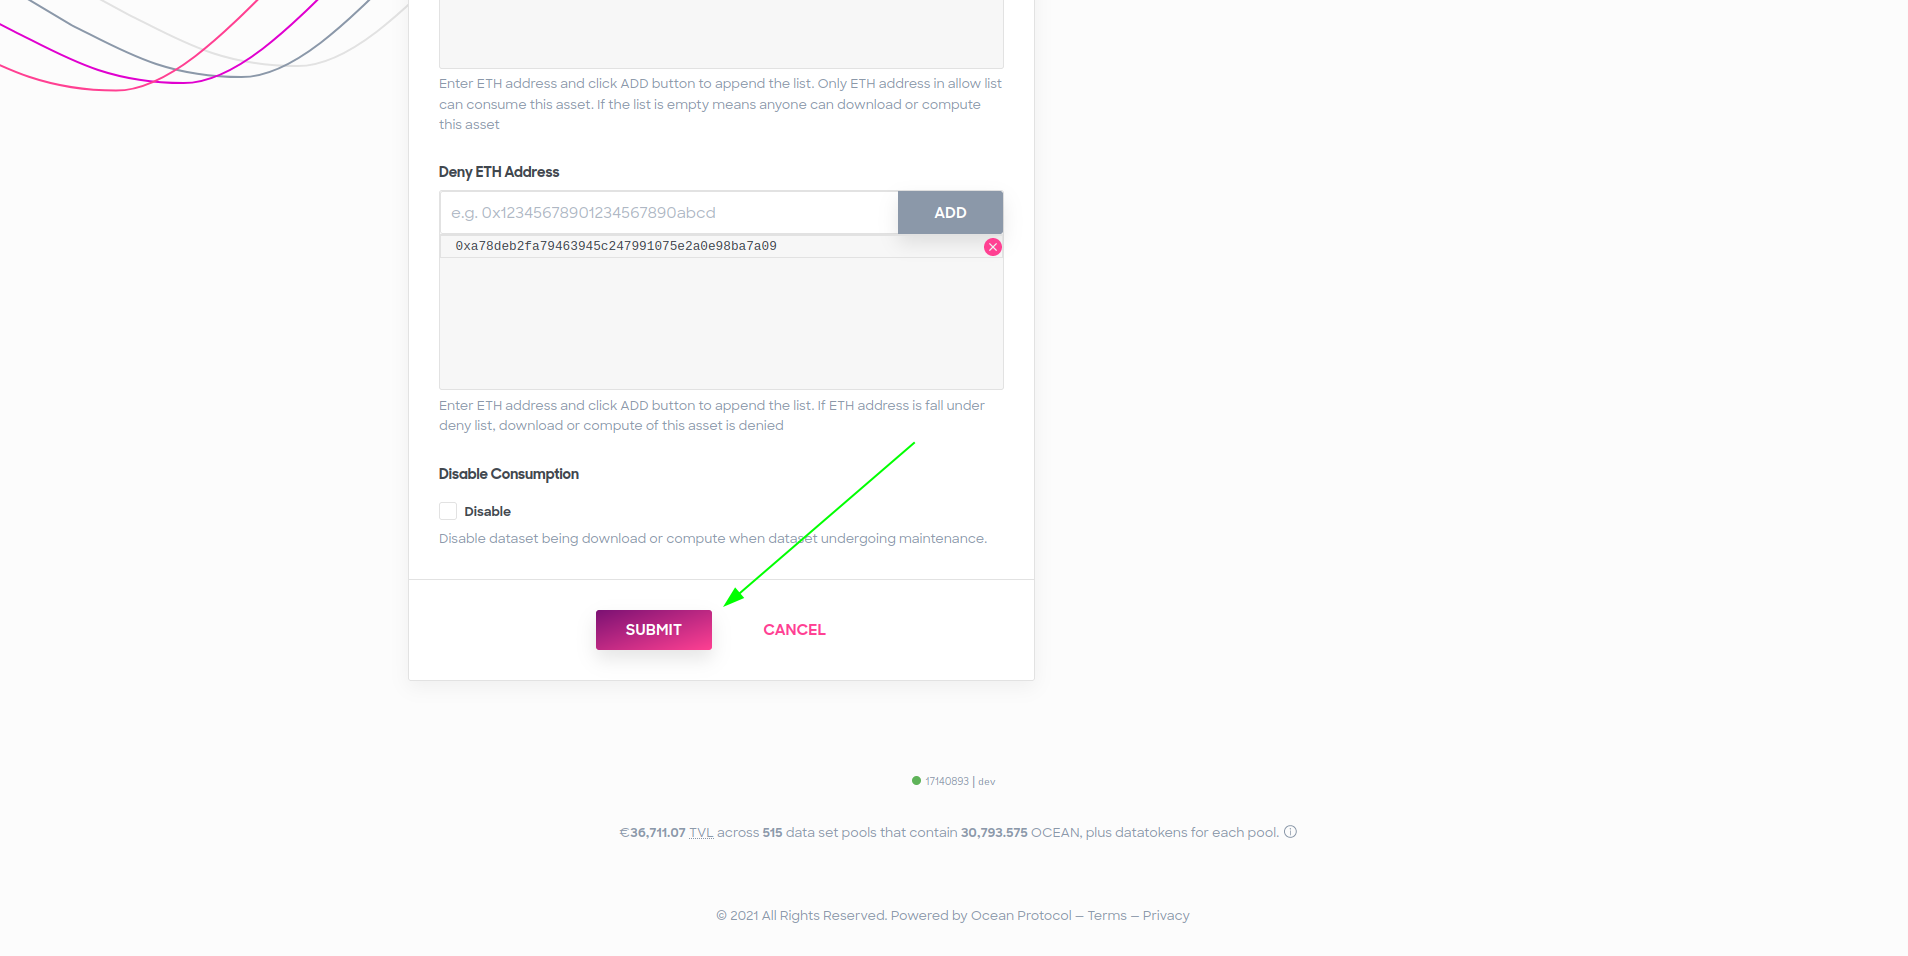 Enter ETH address and click ADD button to append the list. Only ETH address in allow list
can consume this asset. If the list is empty means anyone can download or compute
this asset
Deny ETH Address
e.g. 0x12345678901234567890abcd
ADD
0xa78deb2fa79463945c247991075e2a0e98ba7a09
Enter ETH address and click ADD button to append the list. If ETH address is fall under
deny list, download or compute of this asset is denied
Disable Consumption
Disable
Disable dataset being download or compute when dataset undergoing maintenance.
SUBMIT
CANCEL
17140893 | dev
€36,711.07 TVL across 515 data set pools that contain 30,793.575 OCEAN, plus datatokens for each pool.
© 2021 All Rights Reserved. Powered by Ocean Protocol — Terms — Privacy